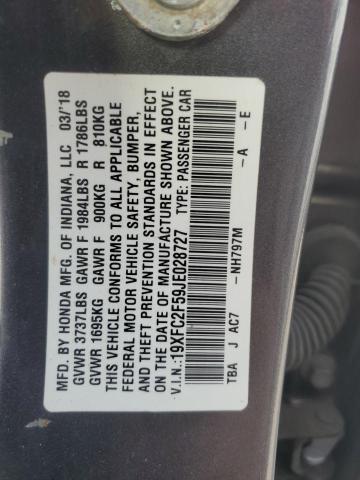 MFD. BY HONDA MFG. OF INDIANA, LLC 03/'18
GVWR 3737LBS GAWR F 1984LBS R 1786LBS
GVWR 1695KG GAWR F 900KG R 810KG
THIS VEHICLE CONFORMS TO ALL APPLICABLE
FEDERAL MOTOR VEHICLE SAFETY, BUMPER,
AND THEFT PREVENTION STANDARDS IN EFFECT
ON THE DATE OF MANUFACTURE SHOWN ABOVE.
V.I.N.: 19XFC2F59JE028727 TYPE: PASSENGER CAR
- A - E
TBA J AC7 - NH797M - A